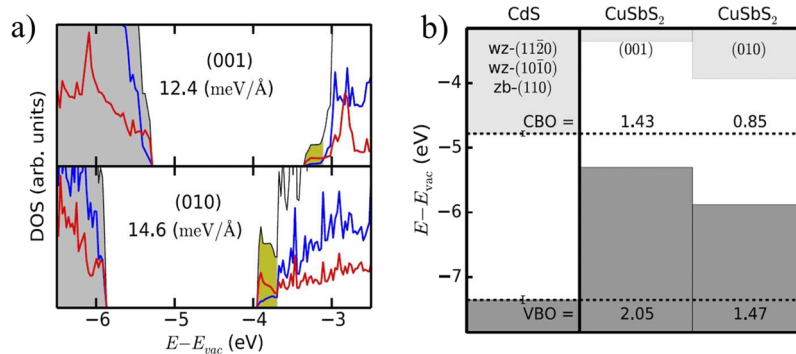 a)
DOS (arb. units)
(001)
12.4 (meV/Å)
(010)
14.6 (meV/Å)
−6 −5 −4 −3
E−E_vac (eV)
b)
CdS CuSbS₂ CuSbS₂
wz-(112̄0) (001) (010)
wz-(101̄0)
zb-(110)
CBO = 1.43 0.85
VBO = 2.05 1.47
E−E_vac (eV)
−4
−5
−6
−7